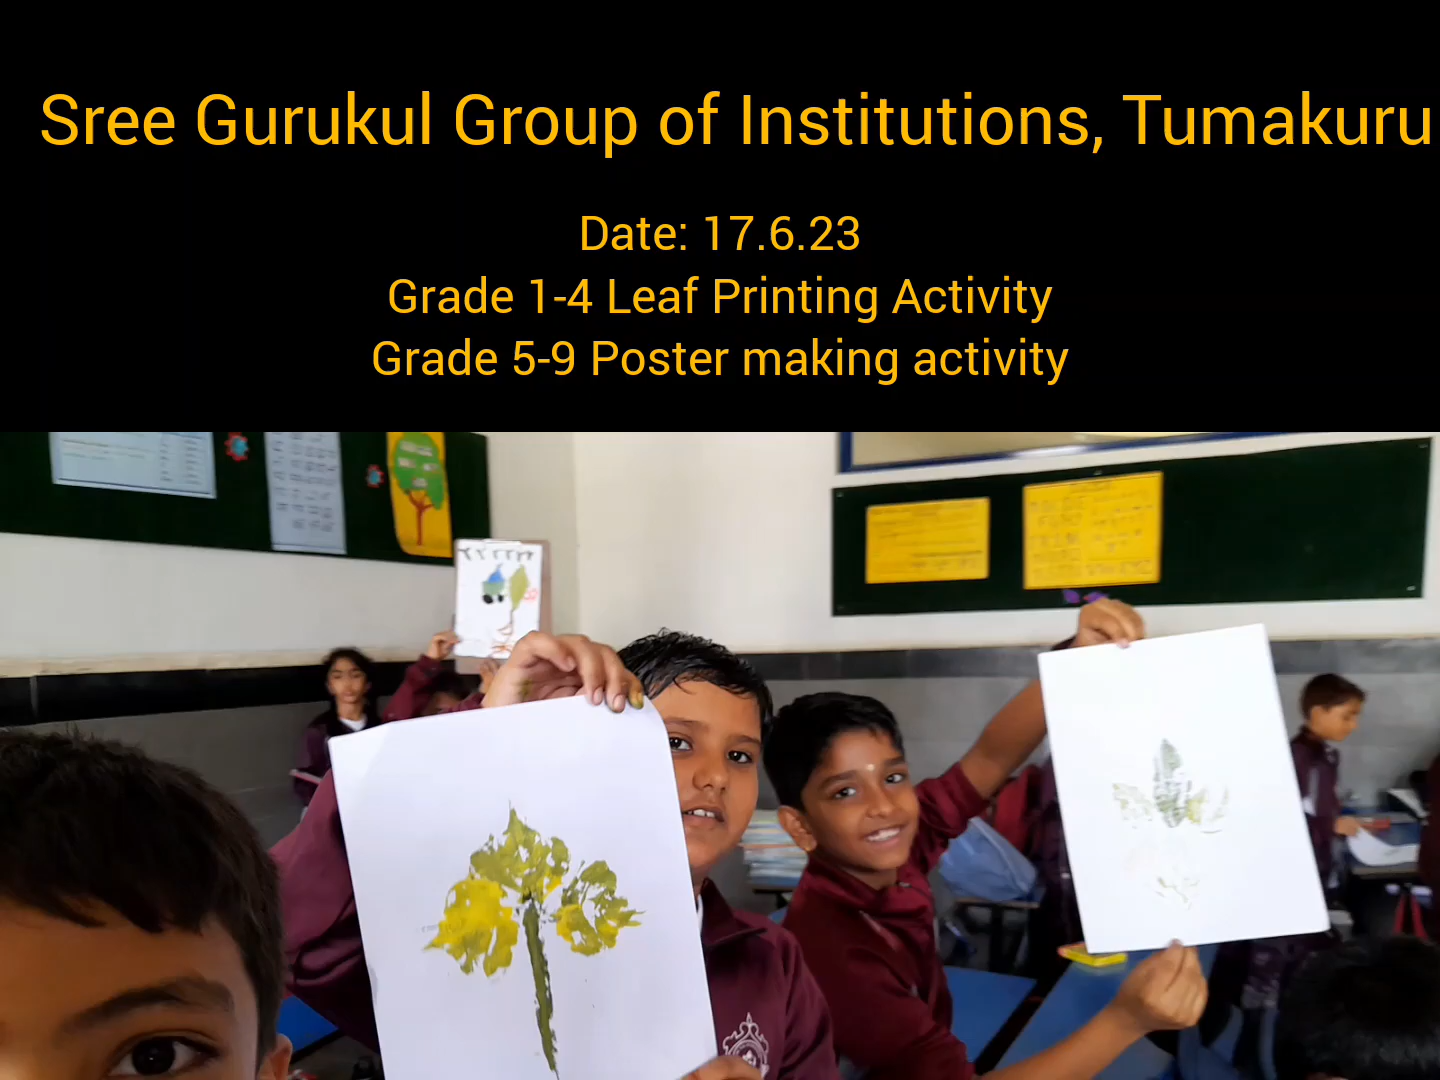 Sree Gurukul Group of Institutions, Tumakuru
Date: 17.6.23
Grade 1-4 Leaf Printing Activity
Grade 5-9 Poster making activity